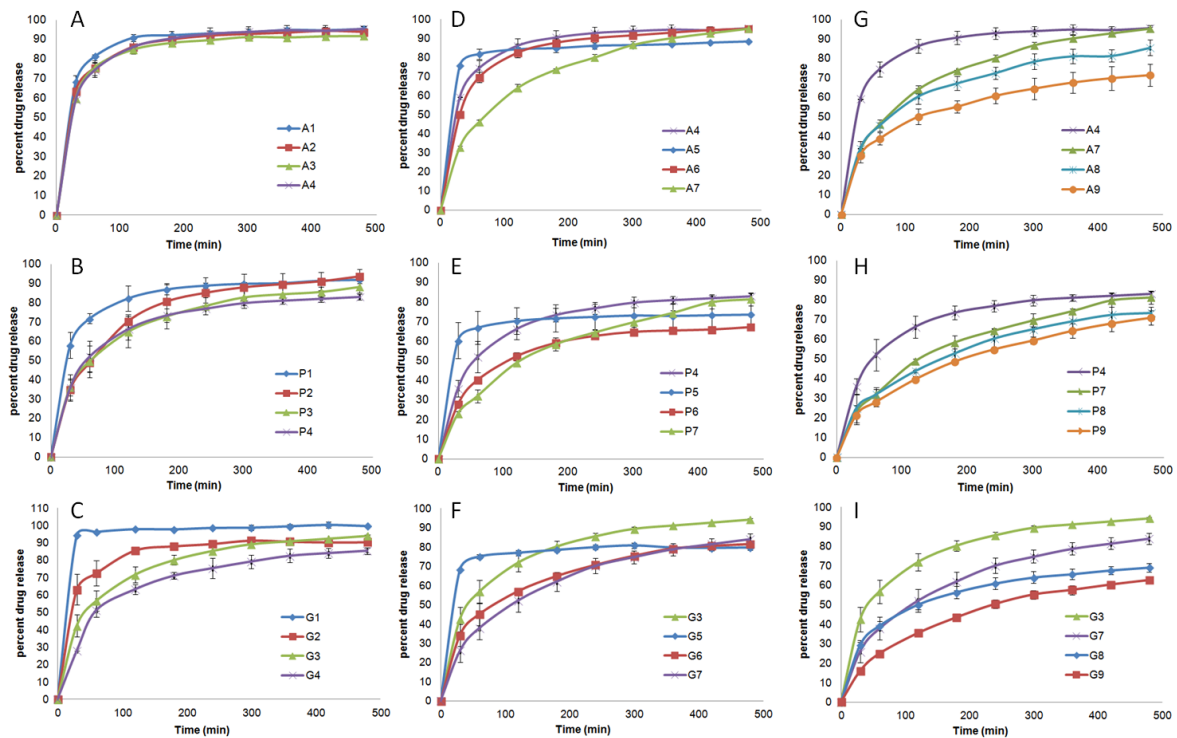 A
percent drug release
100
90
80
70
60
50
40
30
20
10
0
A1
A2
A3
A4
0 100 200 300 400 500
Time (min)
D
percent drug release
100
90
80
70
60
50
40
30
20
10
0
A4
A5
A6
A7
0 100 200 300 400 500
Time (min)
G
percent drug release
100
90
80
70
60
50
40
30
20
10
0
A4
A7
A8
A9
0 100 200 300 400 500
Time (min)
B
percent drug release
100
90
80
70
60
50
40
30
20
10
0
P1
P2
P3
P4
0 100 200 300 400 500
Time (min)
E
percent drug release
100
90
80
70
60
50
40
30
20
10
0
P4
P5
P6
P7
0 100 200 300 400 500
Time (min)
H
percent drug release
100
90
80
70
60
50
40
30
20
10
0
P4
P7
P8
P9
0 100 200 300 400 500
Time (min)
C
percent drug release
110
100
90
80
70
60
50
40
30
20
10
0
G1
G2
G3
G4
0 100 200 300 400 500
Time (min)
F
percent drug release
100
90
80
70
60
50
40
30
20
10
0
G3
G5
G6
G7
0 100 200 300 400 500
Time (min)
I
percent drug release
100
90
80
70
60
50
40
30
20
10
0
G3
G7
G8
G9
0 100 200 300 400 500
Time (min)